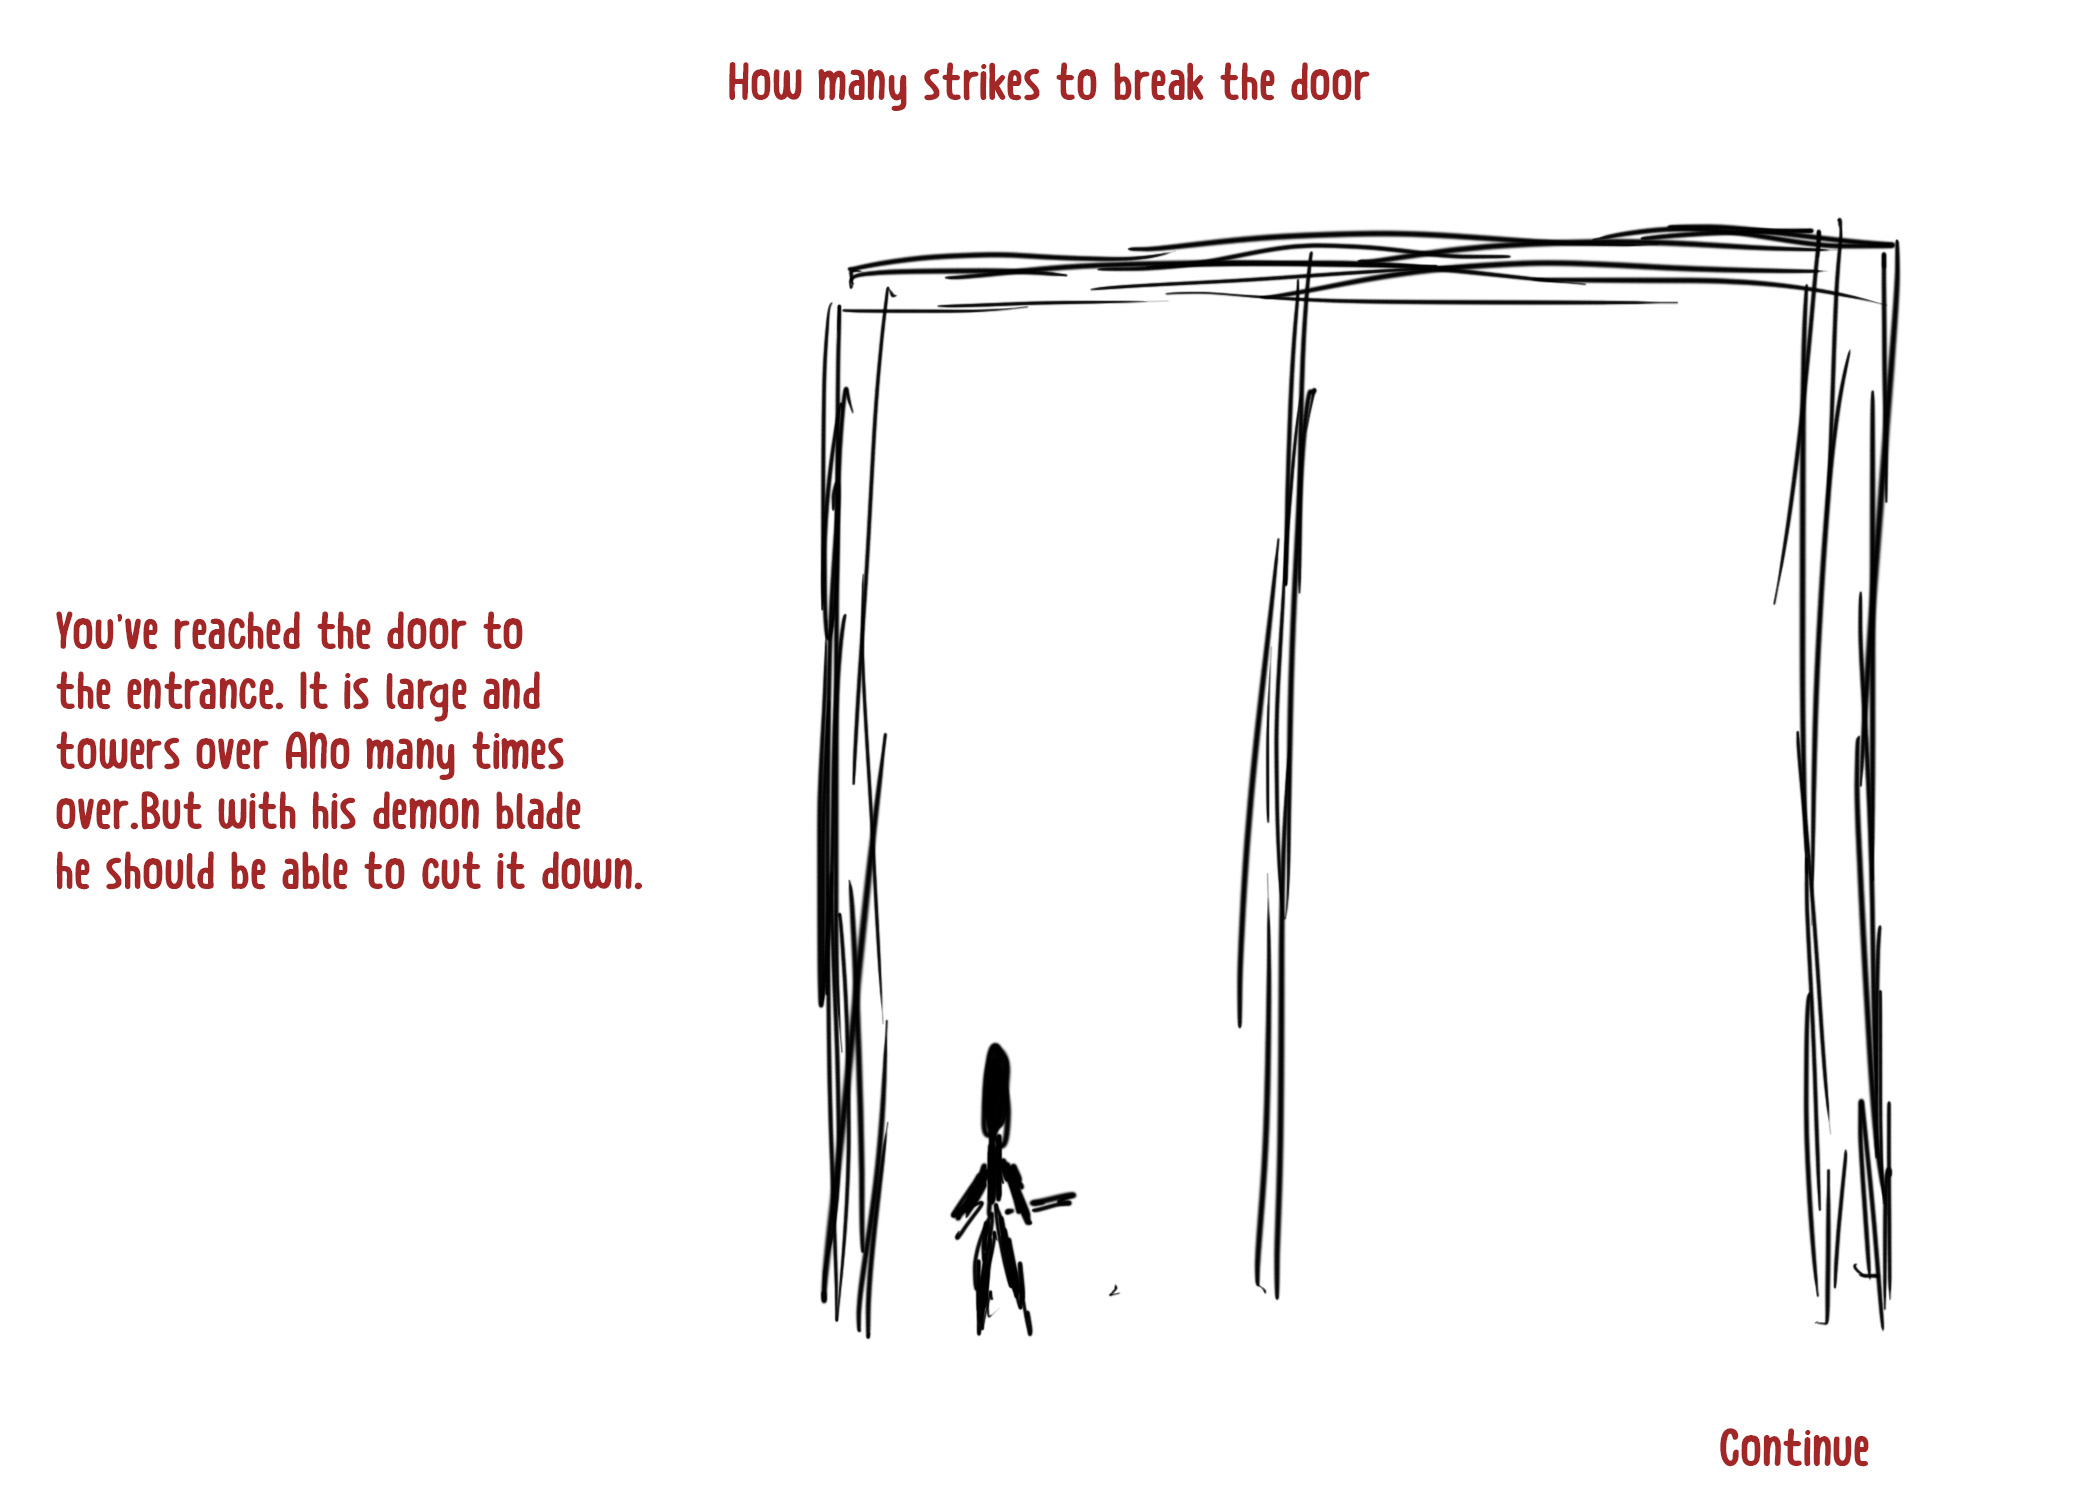 How many strikes to break the door
You've reached the door to
the entrance. It is large and
towers over ANo many times
over.But with his demon blade
he should be able to cut it down.
Continue